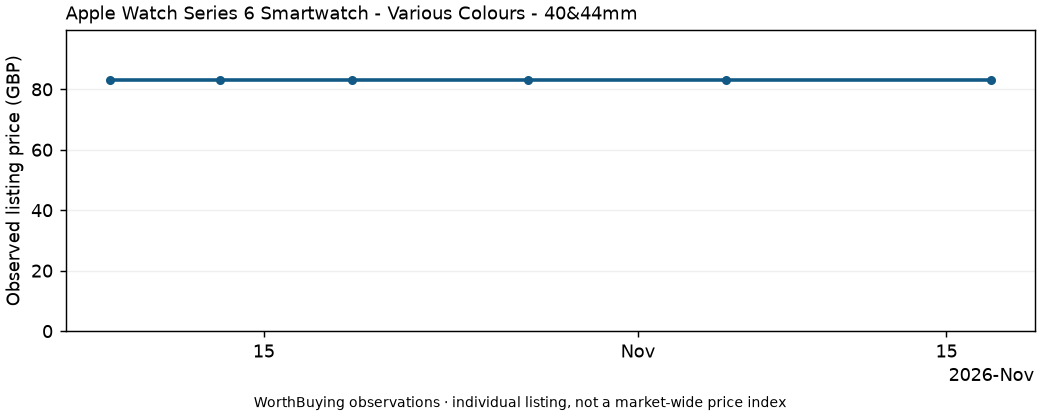 Apple Watch Series 6 Smartwatch - Various Colours - 40&44mm
Observed listing price (GBP)
80
60
40
20
0
15
Nov
15
2026-Nov
WorthBuying observations · individual listing, not a market-wide price index